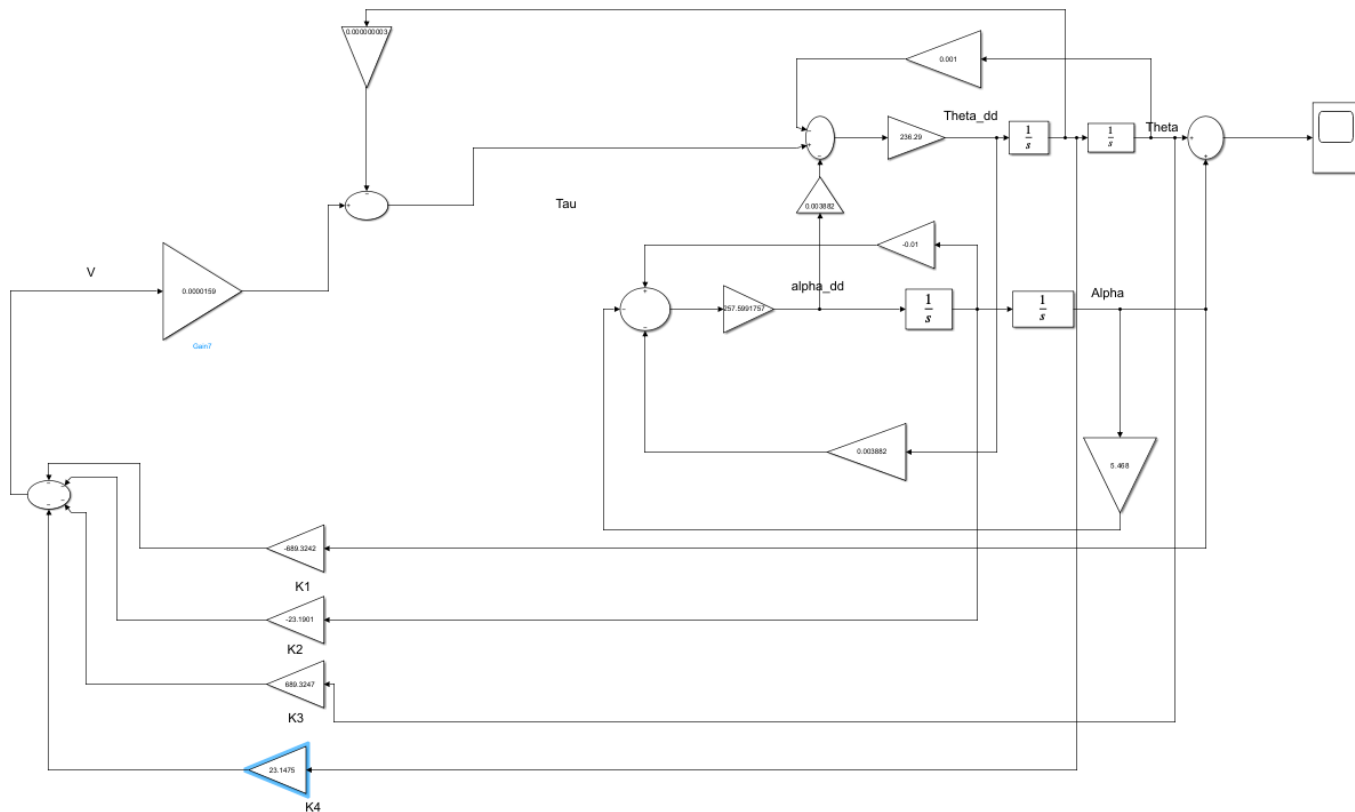 0.000000003
0.001
Theta_dd
236.29
1
s
1
s
Theta
0.003882
Tau
V
0.0000159
Gain7
-0.01
alpha_dd
257.5991757
1
s
1
s
Alpha
0.003882
5.468
-689.3242
K1
-23.1901
K2
689.3247
K3
23.1475
K4